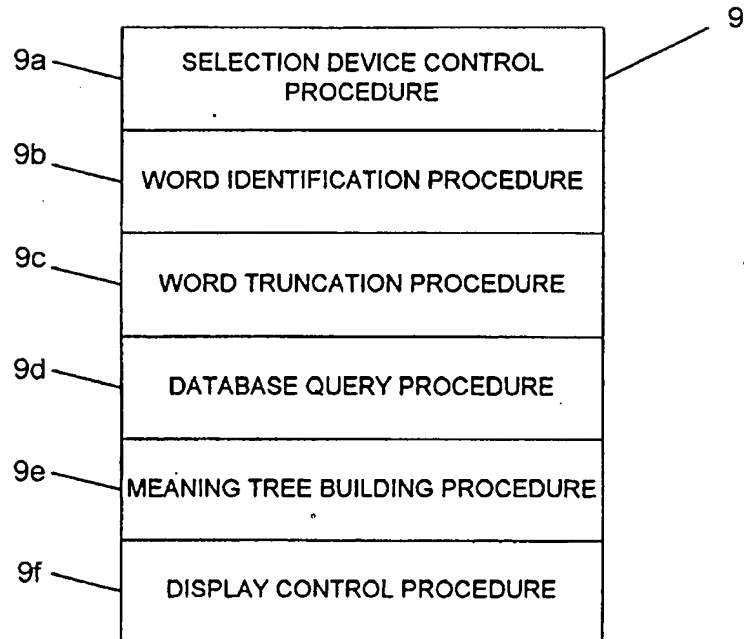 9
9a
SELECTION DEVICE CONTROL
PROCEDURE
9b
WORD IDENTIFICATION PROCEDURE
9c
WORD TRUNCATION PROCEDURE
9d
DATABASE QUERY PROCEDURE
9e
MEANING TREE BUILDING PROCEDURE
9f
DISPLAY CONTROL PROCEDURE